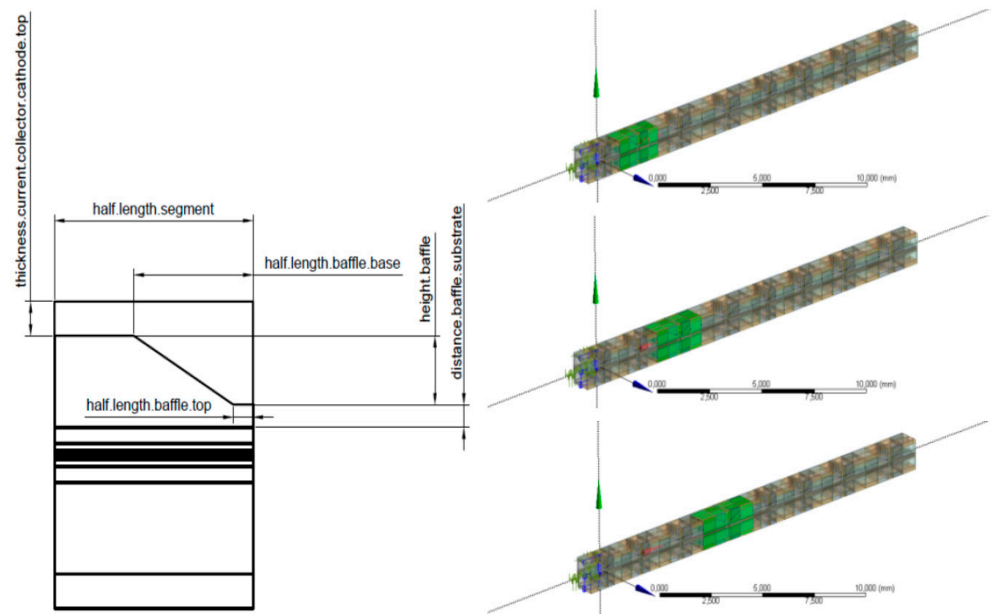 thickness.current.collector.cathode.top
half.length.segment
half.length.baffle.base
height.baffle
distance.baffle.substrate
half.length.baffle.top
0,000 5,000 10,000 (mm)
2,500 7,500
0,000 5,000 10,000 (mm)
2,500 7,500
0,000 5,000 10,000 (mm)
2,500 7,500